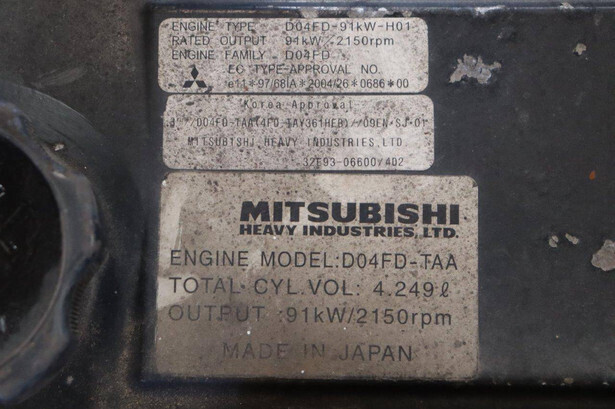 ENGINE TYPE D04FD-91kW-H01
RATED OUTPUT 91kW / 2150rpm
ENGINE FAMILY D04FD
EC TYPE-APPROVAL NO.
e11*97/68IA*2004/26*0686*00
Korea Approval
MITSUBISHI HEAVY INDUSTRIES, LTD.
32E93-06600/402
MITSUBISHI
HEAVY INDUSTRIES, LTD.
ENGINE MODEL:D04FD-TAA
TOTAL CYL.VOL: 4.249ℓ
OUTPUT :91kW/2150rpm
MADE IN JAPAN